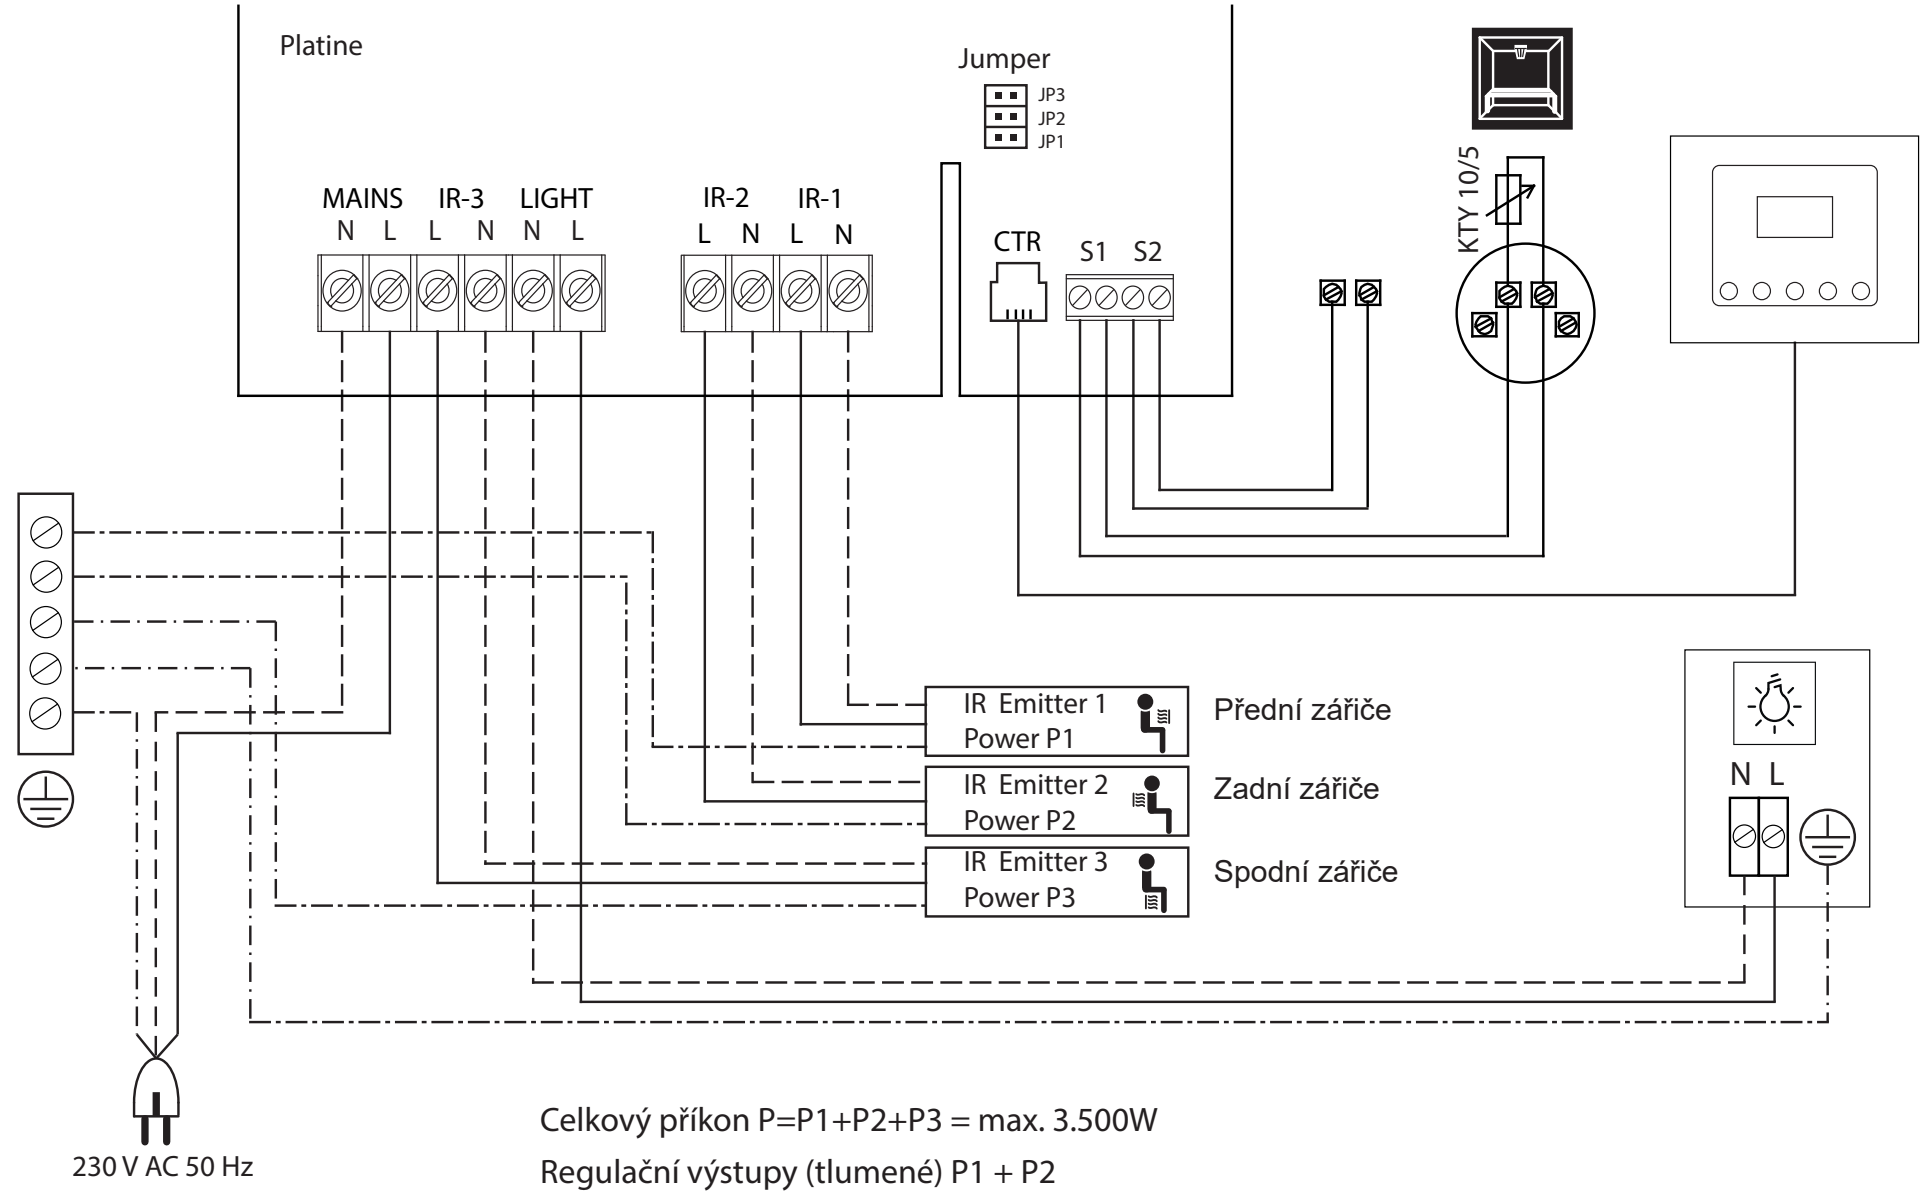 Platine
Jumper
JP3
JP2
JP1
MAINS IR-3 LIGHT
N L L N N L
IR-2 IR-1
L N L N
CTR
S1 S2
KTY 10/5
IR Emitter 1
Power P1
Přední zářiče
IR Emitter 2
Power P2
Zadní zářiče
IR Emitter 3
Power P3
Spodní zářiče
N L
230 V AC 50 Hz
Celkový příkon P=P1+P2+P3 = max. 3.500W
Regulační výstupy (tlumené) P1 + P2